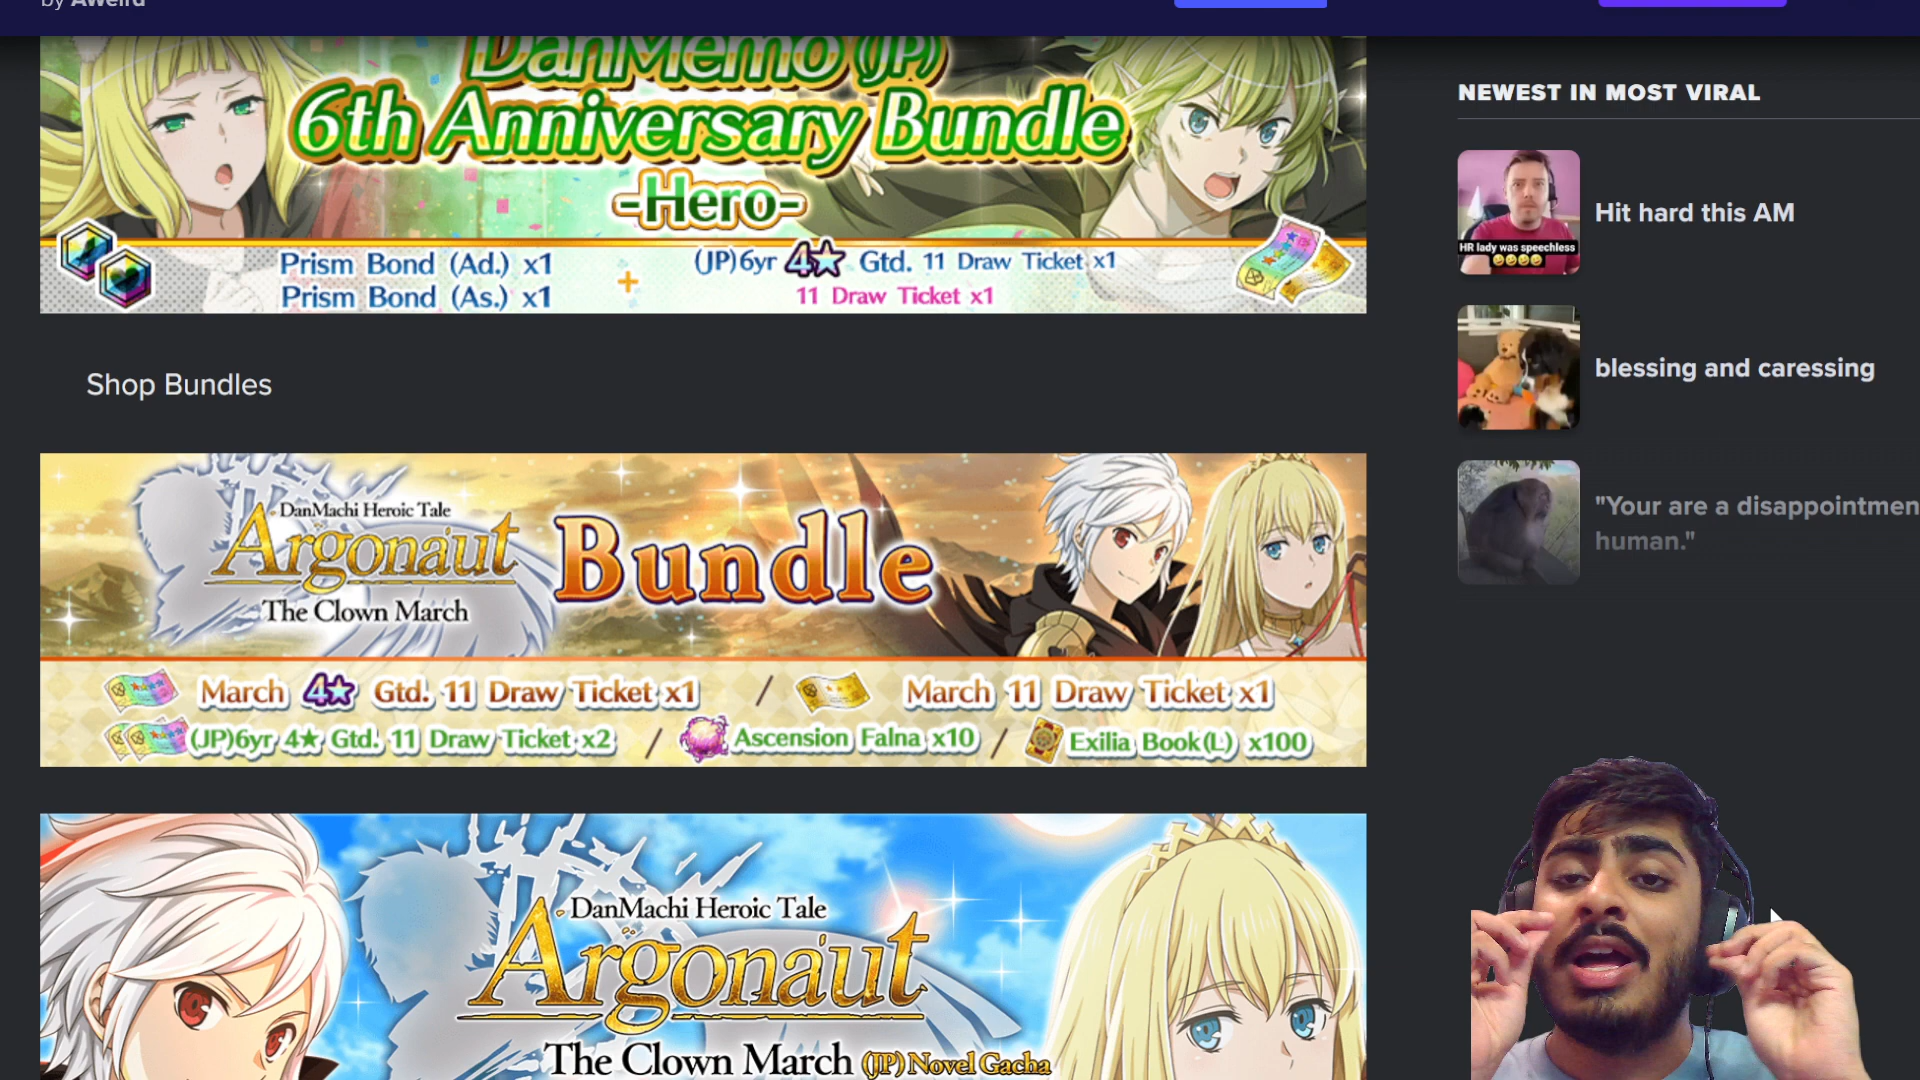 by AWeird
DanMemo (JP)
6th Anniversary Bundle
-Hero-
Prism Bond (Ad.) x1
Prism Bond (As.) x1
+
(JP)6yr 4★ Gtd. 11 Draw Ticket x1
11 Draw Ticket x1
Shop Bundles
DanMachi Heroic Tale
Argonaut
The Clown March
Bundle
March 4★ Gtd. 11 Draw Ticket x1 / March 11 Draw Ticket x1
(JP)6yr 4★ Gtd. 11 Draw Ticket x2 / Ascension Falna x10 / Exilia Book(L) x100
DanMachi Heroic Tale
Argonaut
The Clown March (JP) Novel Gacha
NEWEST IN MOST VIRAL
HR lady was speechless
Hit hard this AM
blessing and caressing
"Your are a disappointmen
human."